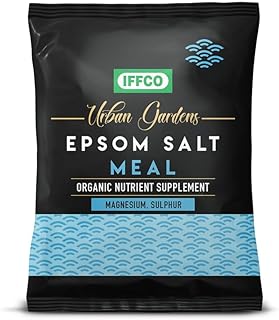 IFFCO
Urban Gardens
EPSOM SALT
MEAL
ORGANIC NUTRIENT SUPPLEMENT
MAGNESIUM, SULPHUR